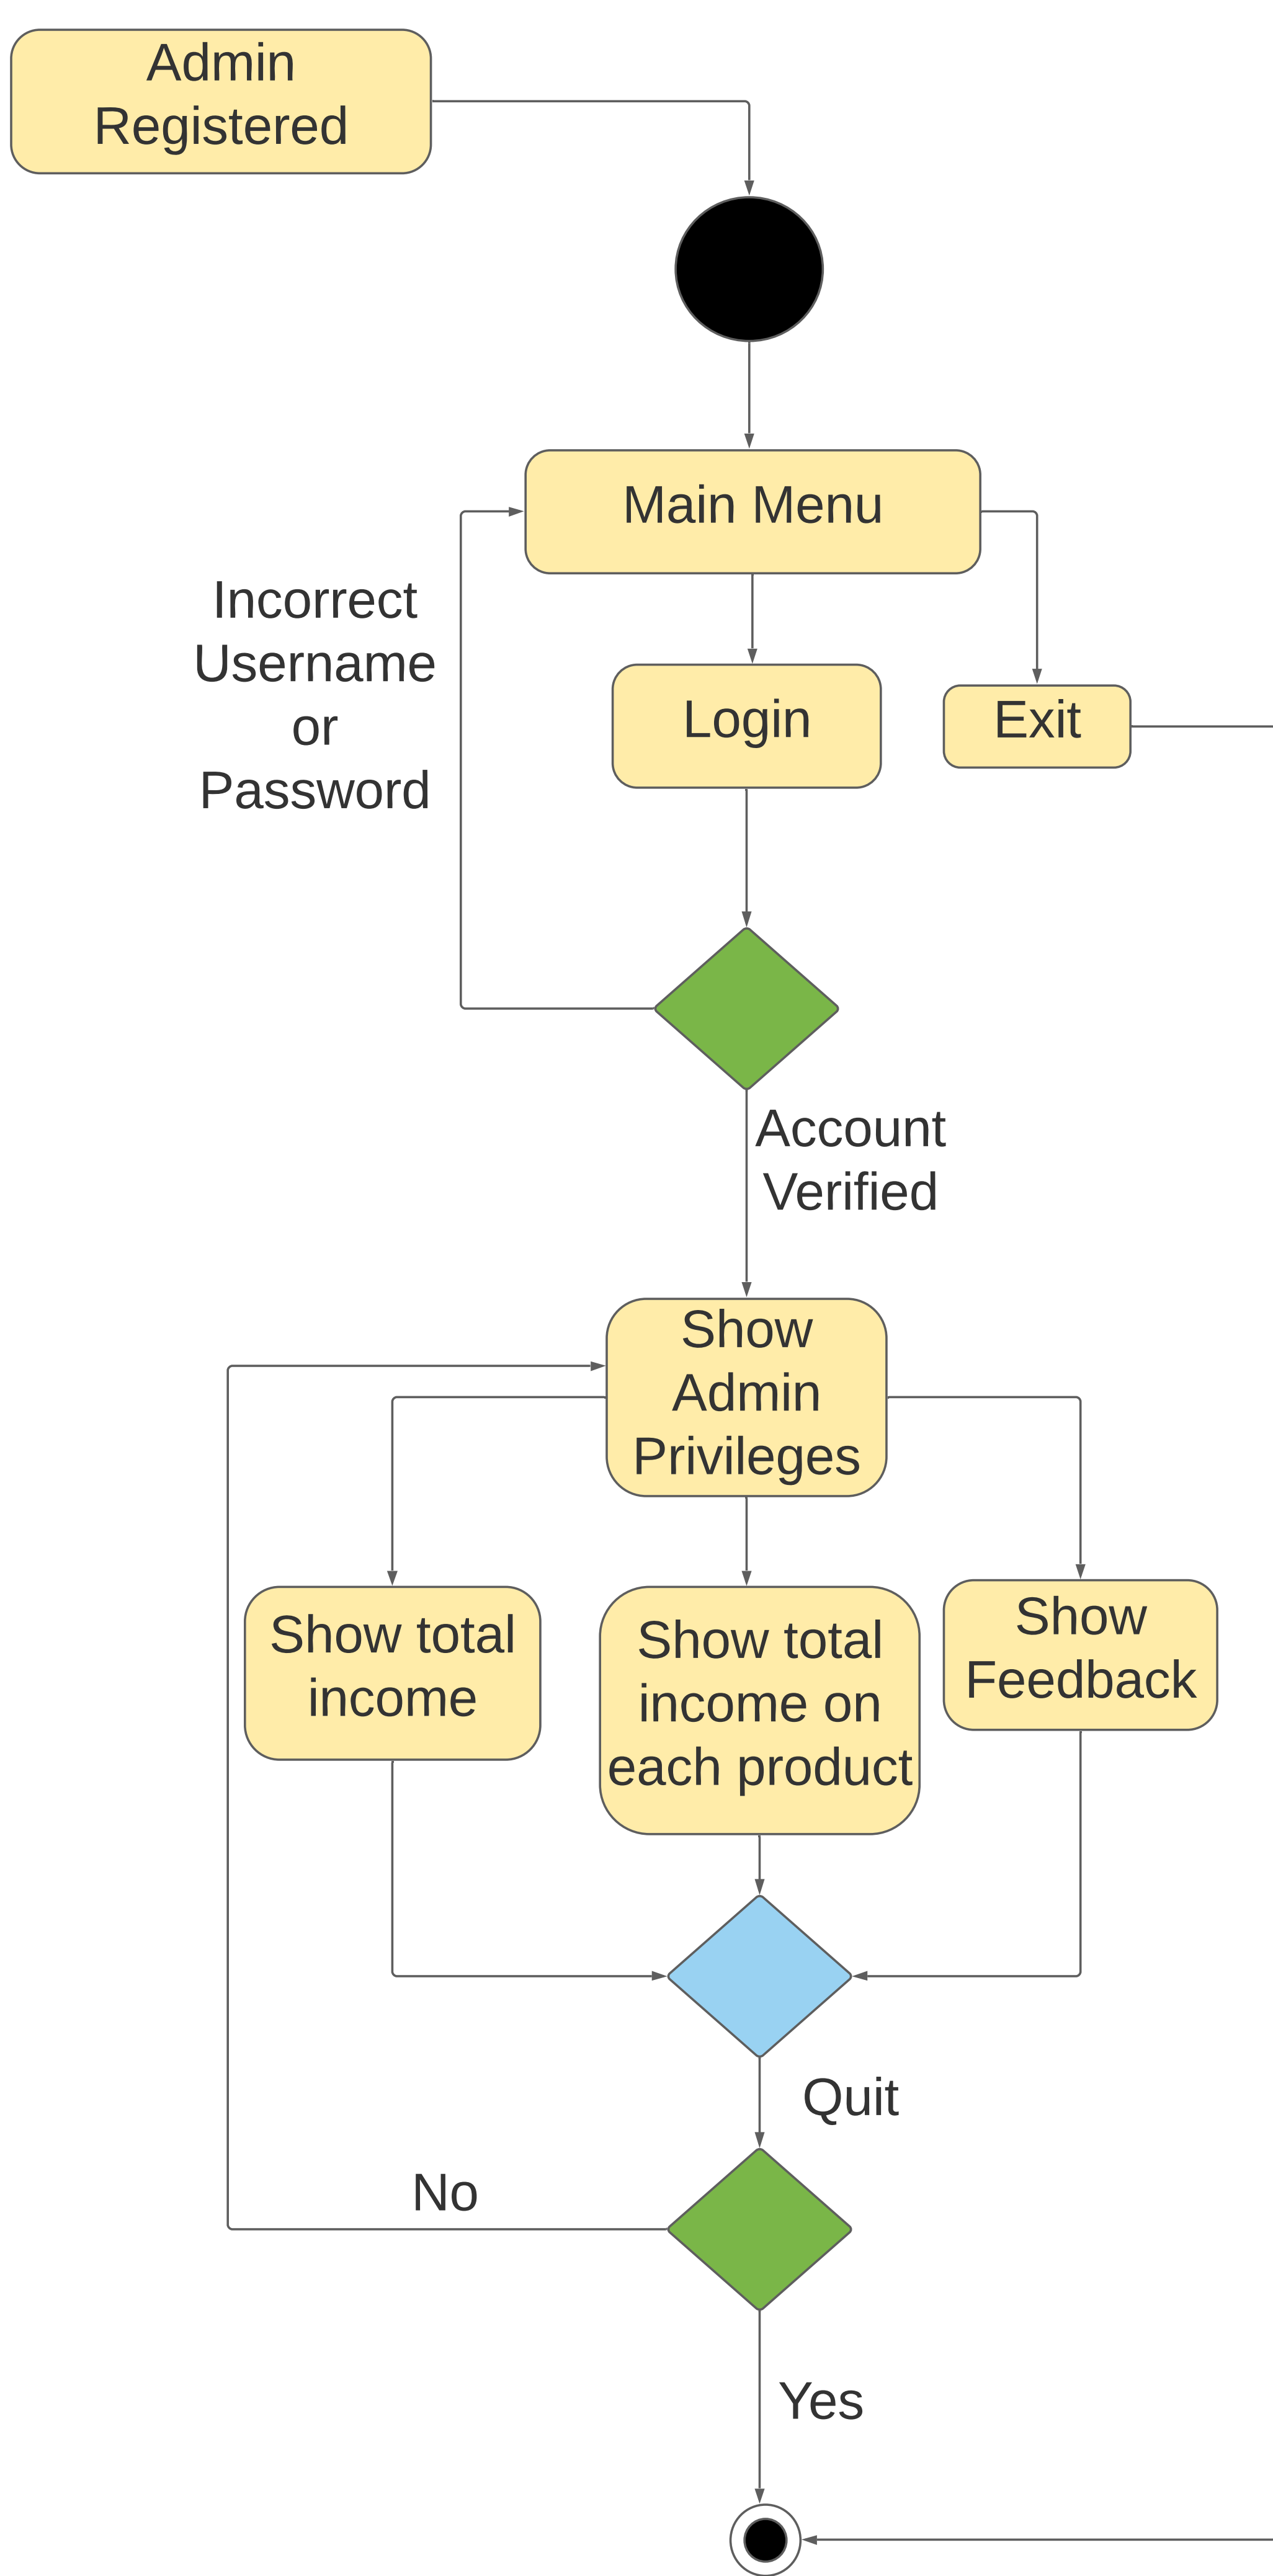 Admin
Registered
Main Menu
Incorrect
Username
or
Password
Login
Exit
Account
Verified
Show
Admin
Privileges
Show total
income
Show total
income on
each product
Show
Feedback
Quit
No
Yes